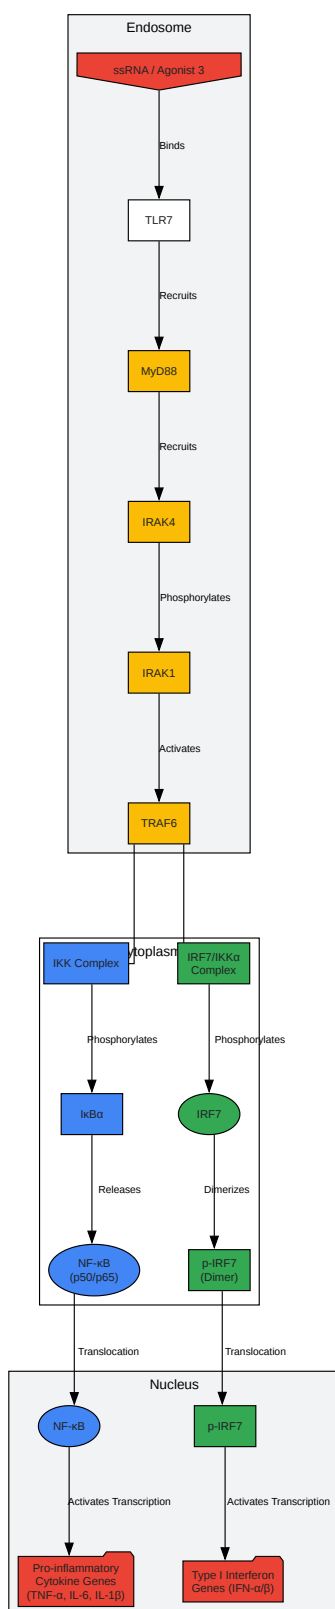 Endosome
ssRNA / Agonist 3
Binds
TLR7
Recruits
MyD88
Recruits
IRAK4
Phosphorylates
IRAK1
Activates
TRAF6
ytoplasm
IKK Complex
IRF7/IKKα
Complex
Phosphorylates
Phosphorylates
IκBα
IRF7
Releases
Dimerizes
NF-κB
(p50/p65)
p-IRF7
(Dimer)
Translocation
Translocation
Nucleus
NF-κB
p-IRF7
Activates Transcription
Activates Transcription
Pro-inflammatory
Cytokine Genes
(TNF-α, IL-6, IL-1β)
Type I Interferon
Genes (IFN-α/β)